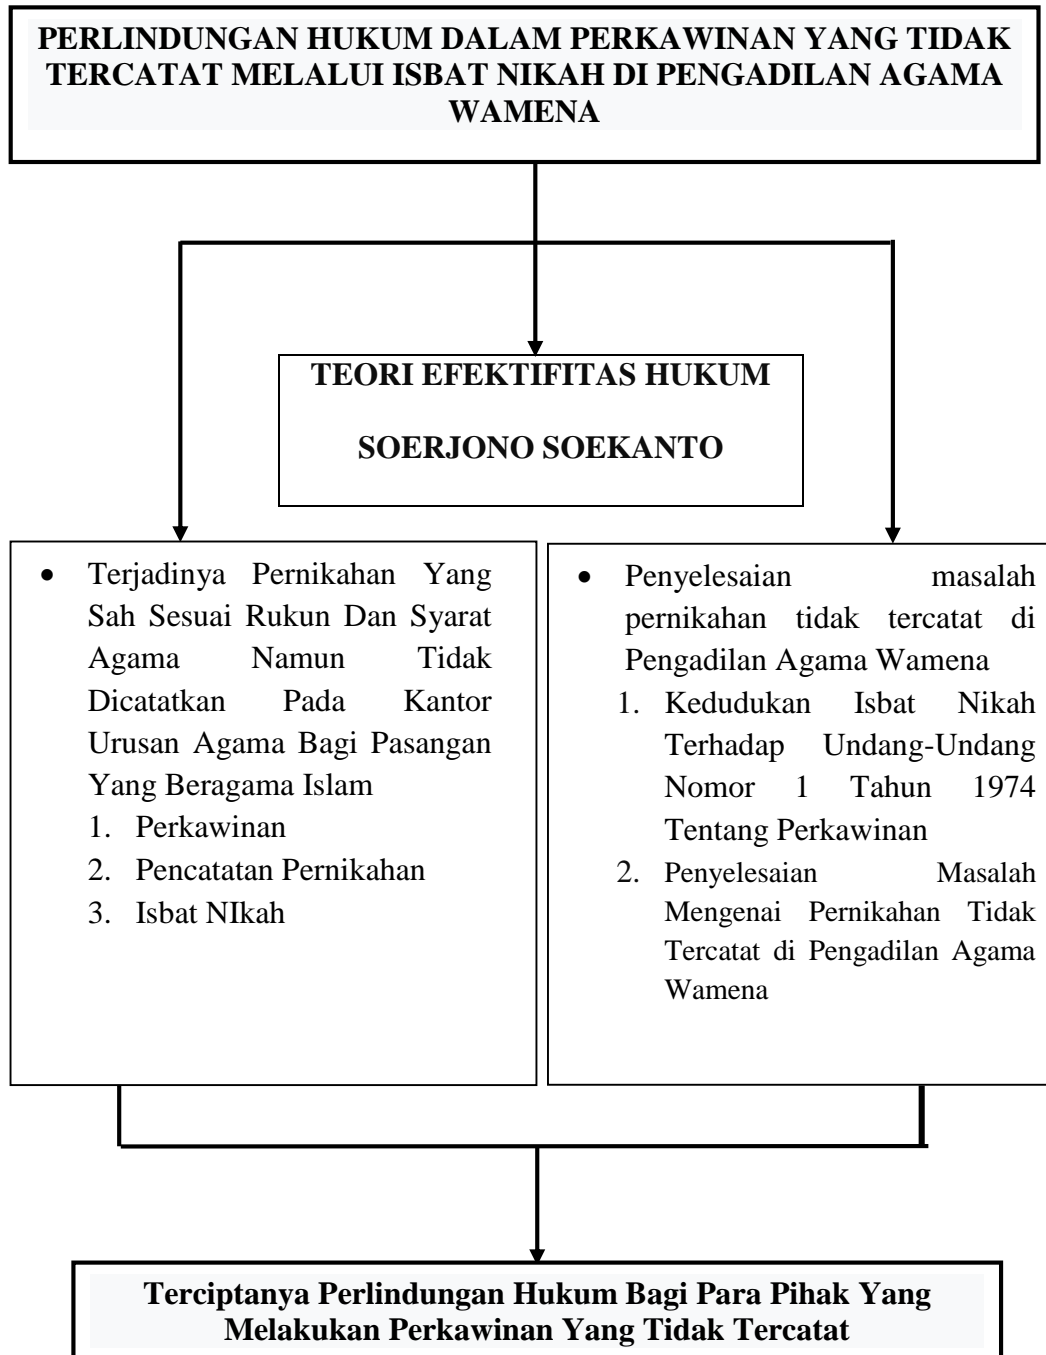 PERLINDUNGAN HUKUM DALAM PERKAWINAN YANG TIDAK
TERCATAT MELALUI ISBAT NIKAH DI PENGADILAN AGAMA
WAMENA
TEORI EFEKTIFITAS HUKUM
SOERJONO SOEKANTO
• Terjadinya Pernikahan Yang
Sah Sesuai Rukun Dan Syarat
Agama Namun Tidak
Dicatatkan Pada Kantor
Urusan Agama Bagi Pasangan
Yang Beragama Islam
1. Perkawinan
2. Pencatatan Pernikahan
3. Isbat NIkah
• Penyelesaian masalah
pernikahan tidak tercatat di
Pengadilan Agama Wamena
1. Kedudukan Isbat Nikah
Terhadap Undang-Undang
Nomor 1 Tahun 1974
Tentang Perkawinan
2. Penyelesaian Masalah
Mengenai Pernikahan Tidak
Tercatat di Pengadilan Agama
Wamena
Terciptanya Perlindungan Hukum Bagi Para Pihak Yang
Melakukan Perkawinan Yang Tidak Tercatat